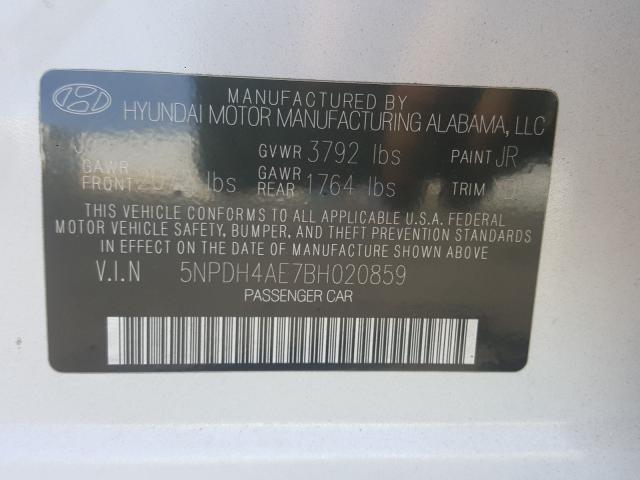 MANUFACTURED BY
HYUNDAI MOTOR MANUFACTURING ALABAMA, LLC
GVWR 3792 lbs PAINT JR
GAWR FRONT lbs GAWR REAR 1764 lbs TRIM
THIS VEHICLE CONFORMS TO ALL APPLICABLE U.S.A. FEDERAL
MOTOR VEHICLE SAFETY, BUMPER, AND THEFT PREVENTION STANDARDS
IN EFFECT ON THE DATE OF MANUFACTURE SHOWN ABOVE
V.I.N 5NPDH4AE7BH020859
PASSENGER CAR